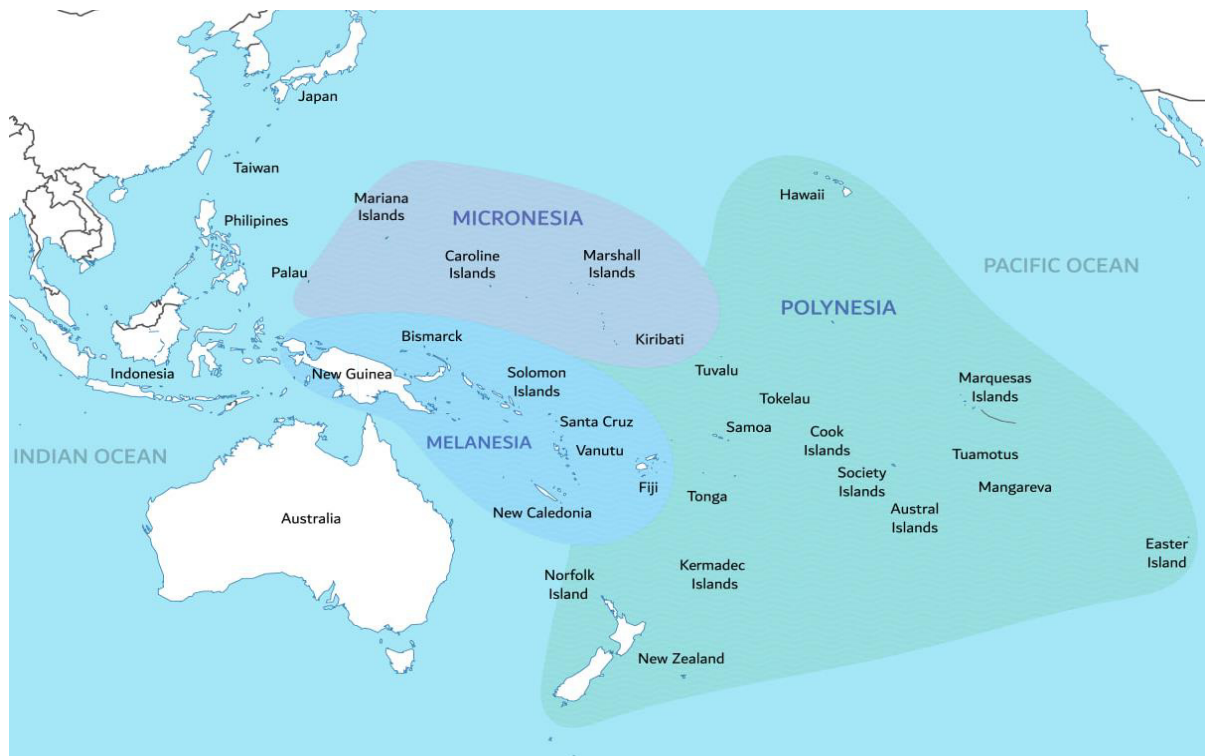 Japan
Taiwan
Mariana
Islands
Hawaii
MICRONESIA
Philipines
Caroline
Islands
Marshall
Islands
PACIFIC OCEAN
Palau
POLYNESIA
Bismarck
Kiribati
Indonesia
New Guinea
Solomon
Islands
Tuvalu
Marquesas
Islands
Tokelau
Santa Cruz
Samoa
Cook
Islands
MELANESIA
INDIAN OCEAN
Vanutu
Tuamotus
Society
Islands
Fiji
Tonga
Mangareva
New Caledonia
Australia
Austral
Islands
Easter
Island
Norfolk
Island
Kermadec
Islands
New Zealand